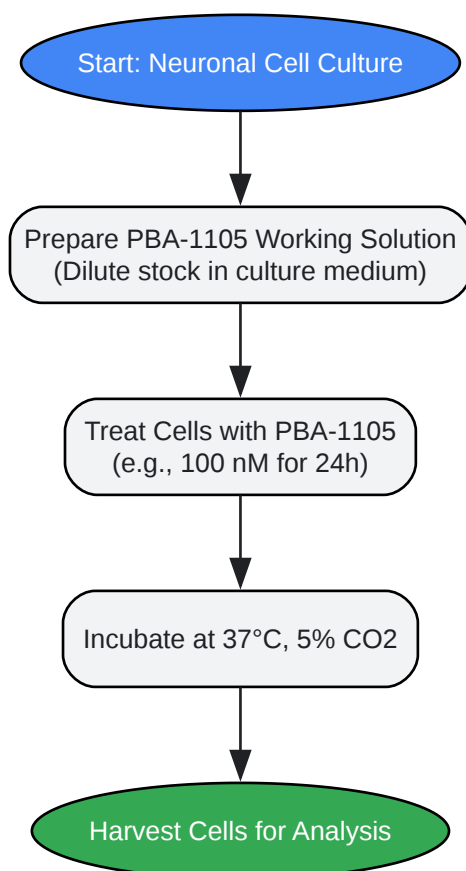 Start: Neuronal Cell Culture
Prepare PBA-1105 Working Solution
(Dilute stock in culture medium)
Treat Cells with PBA-1105
(e.g., 100 nM for 24h)
Incubate at 37°C, 5% CO2
Harvest Cells for Analysis